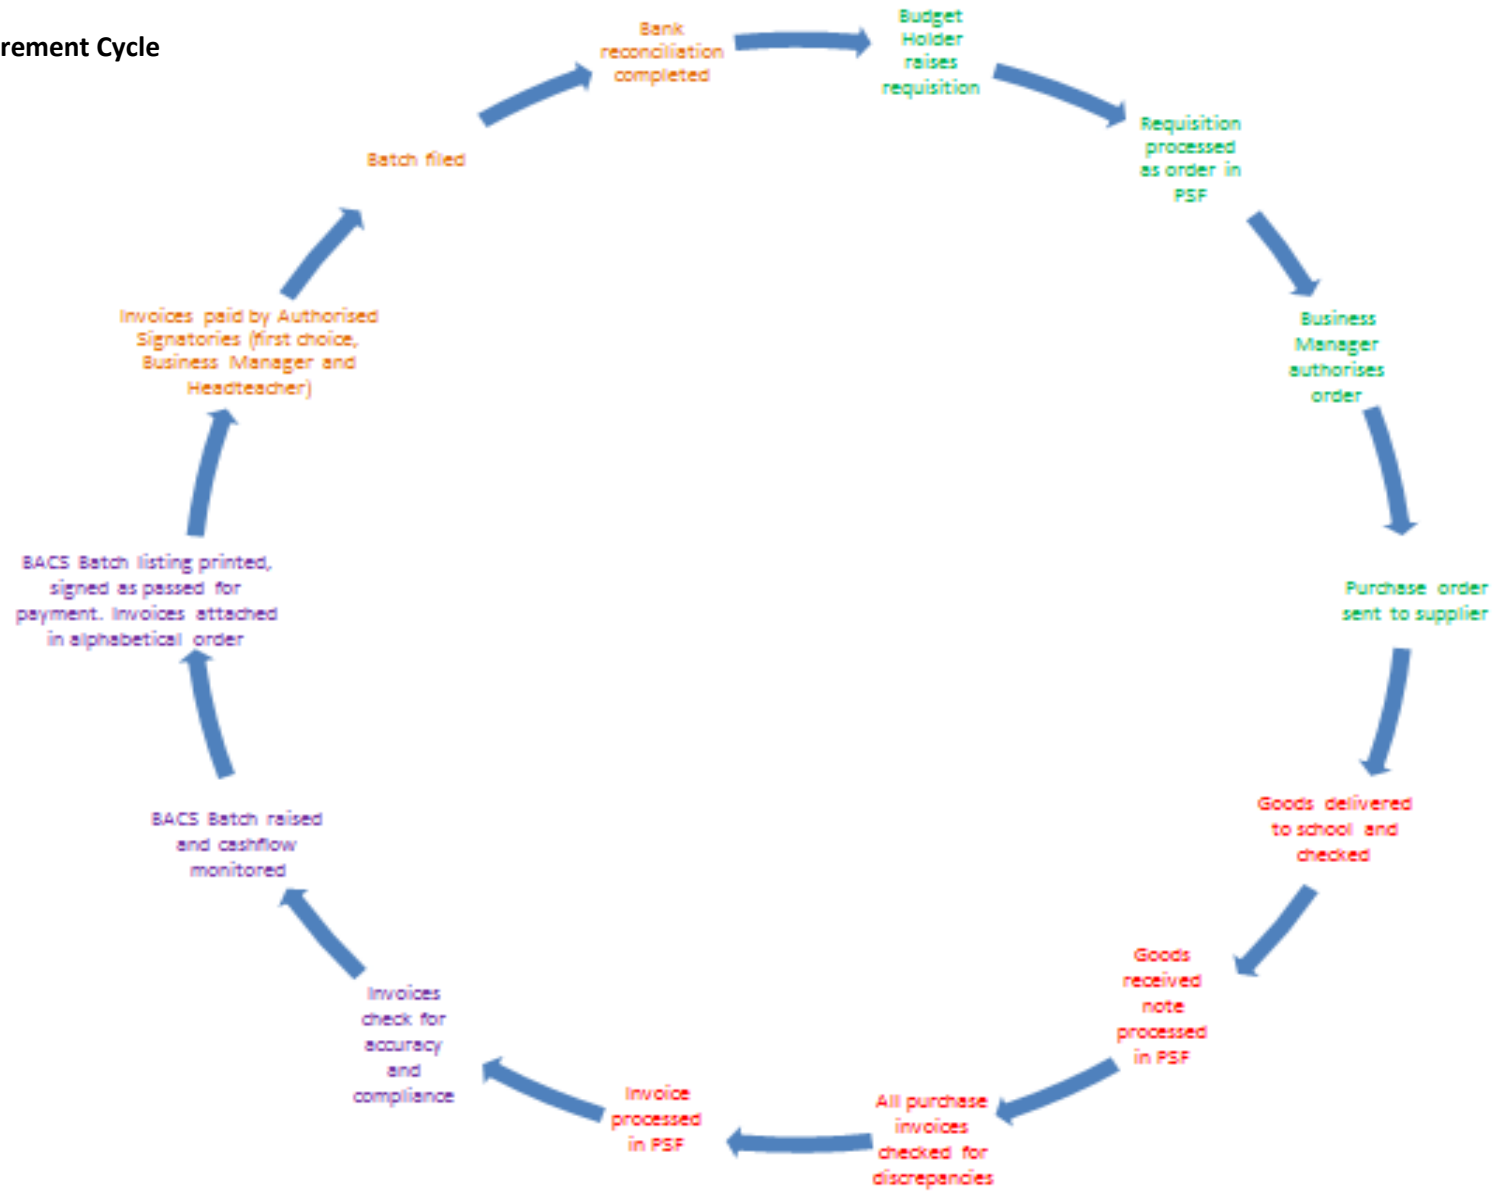 rement Cycle
Bank
reconciliation
completed
Budget
Holder
raises
requisition
Requisition
processed
as order in
PSF
Business
Manager
authorises
order
Purchase order
sent to supplier
Goods delivered
to school and
checked
Goods
received
note
processed
in PSF
All purchase
invoices
checked for
discrepancies
Invoice
processed
in PSF
Invoices
check for
accuracy
and
compliance
BACS Batch raised
and cashflow
monitored
BACS Batch listing printed,
signed as passed for
payment. Invoices attached
in alphabetical order
Invoices paid by Authorised
Signatories (first choice,
Business Manager and
Headteacher)
Batch filed